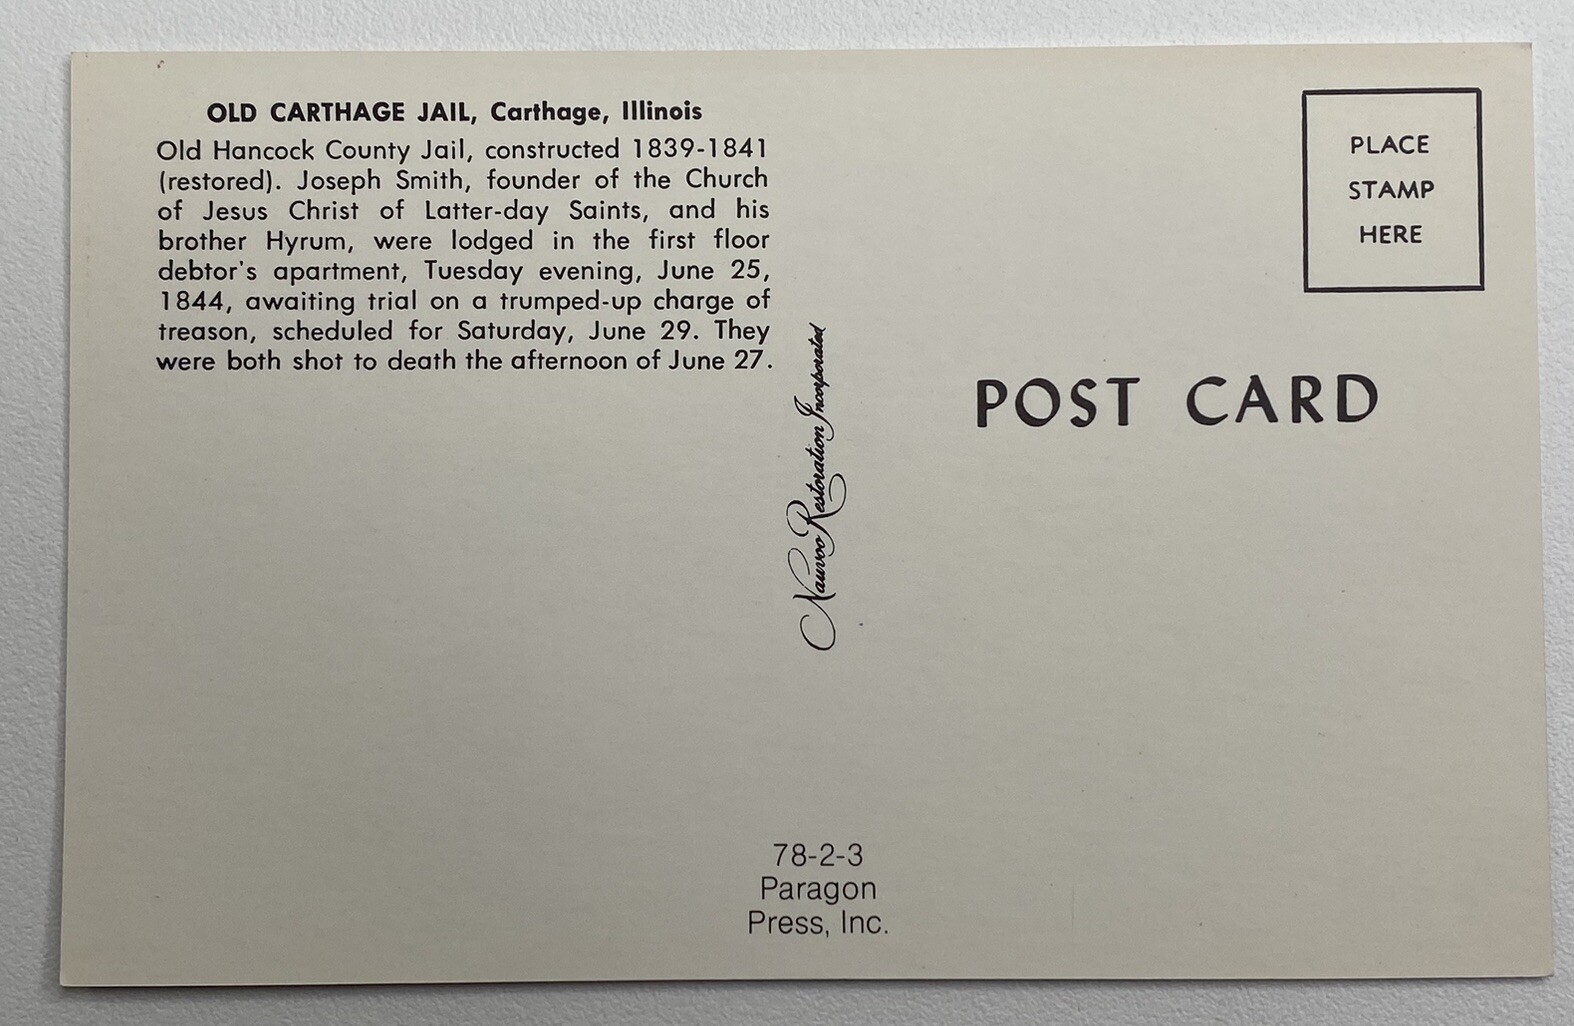 OLD CARTHAGE JAIL, Carthage, Illinois
Old Hancock County Jail, constructed 1839-1841
(restored). Joseph Smith, founder of the Church
of Jesus Christ of Latter-day Saints, and his
brother Hyrum, were lodged in the first floor
debtor's apartment, Tuesday evening, June 25,
1844, awaiting trial on a trumped-up charge of
treason, scheduled for Saturday, June 29. They
were both shot to death the afternoon of June 27.
Nauvoo Restoration Incorporated
PLACE
STAMP
HERE
POST CARD
78-2-3
Paragon
Press, Inc.